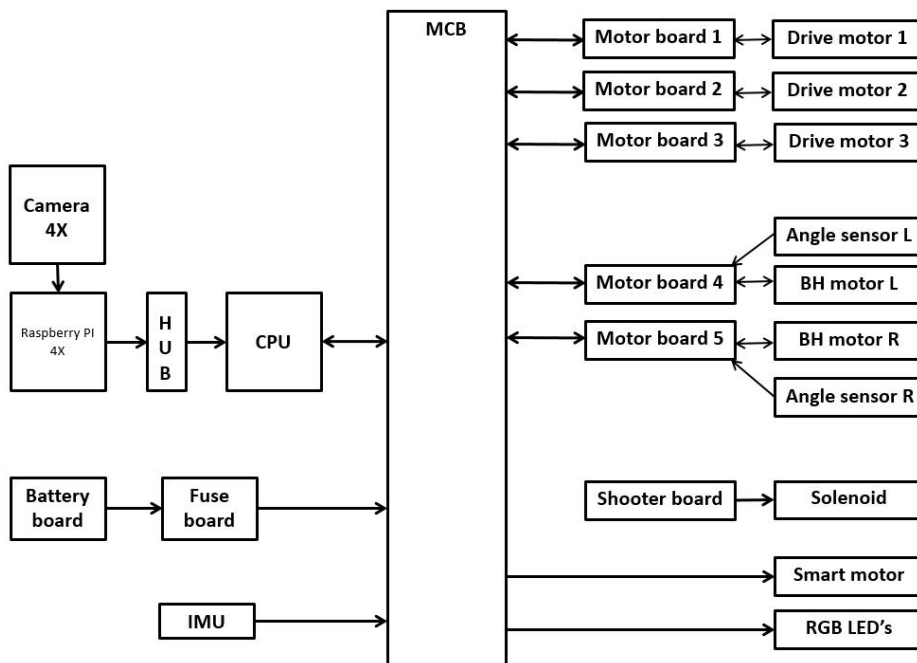 MCB
Motor board 1
Drive motor 1
Motor board 2
Drive motor 2
Motor board 3
Drive motor 3
Camera
4X
Angle sensor L
Motor board 4
BH motor L
Raspberry PI
4X
H
U
B
CPU
Motor board 5
BH motor R
Angle sensor R
Battery
board
Fuse
board
Shooter board
Solenoid
Smart motor
IMU
RGB LED's